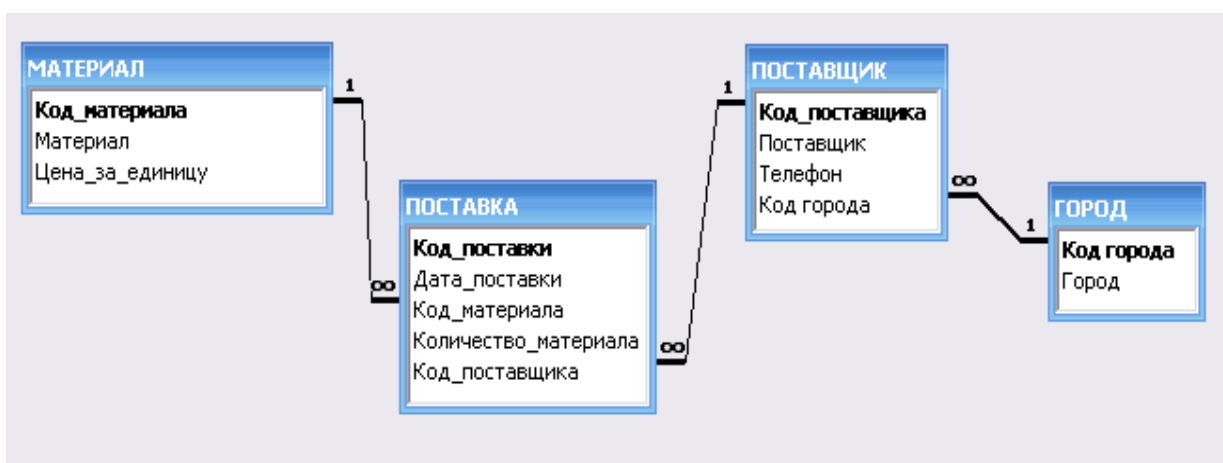 МАТЕРИАЛ
Код_материала
Материал
Цена_за_единицу
1
∞
ПОСТАВКА
Код_поставки
Дата_поставки
Код_материала
Количество_материала
Код_поставщика
∞
1
ПОСТАВЩИК
Код_поставщика
Поставщик
Телефон
Код города
∞
1
ГОРОД
Код города
Город